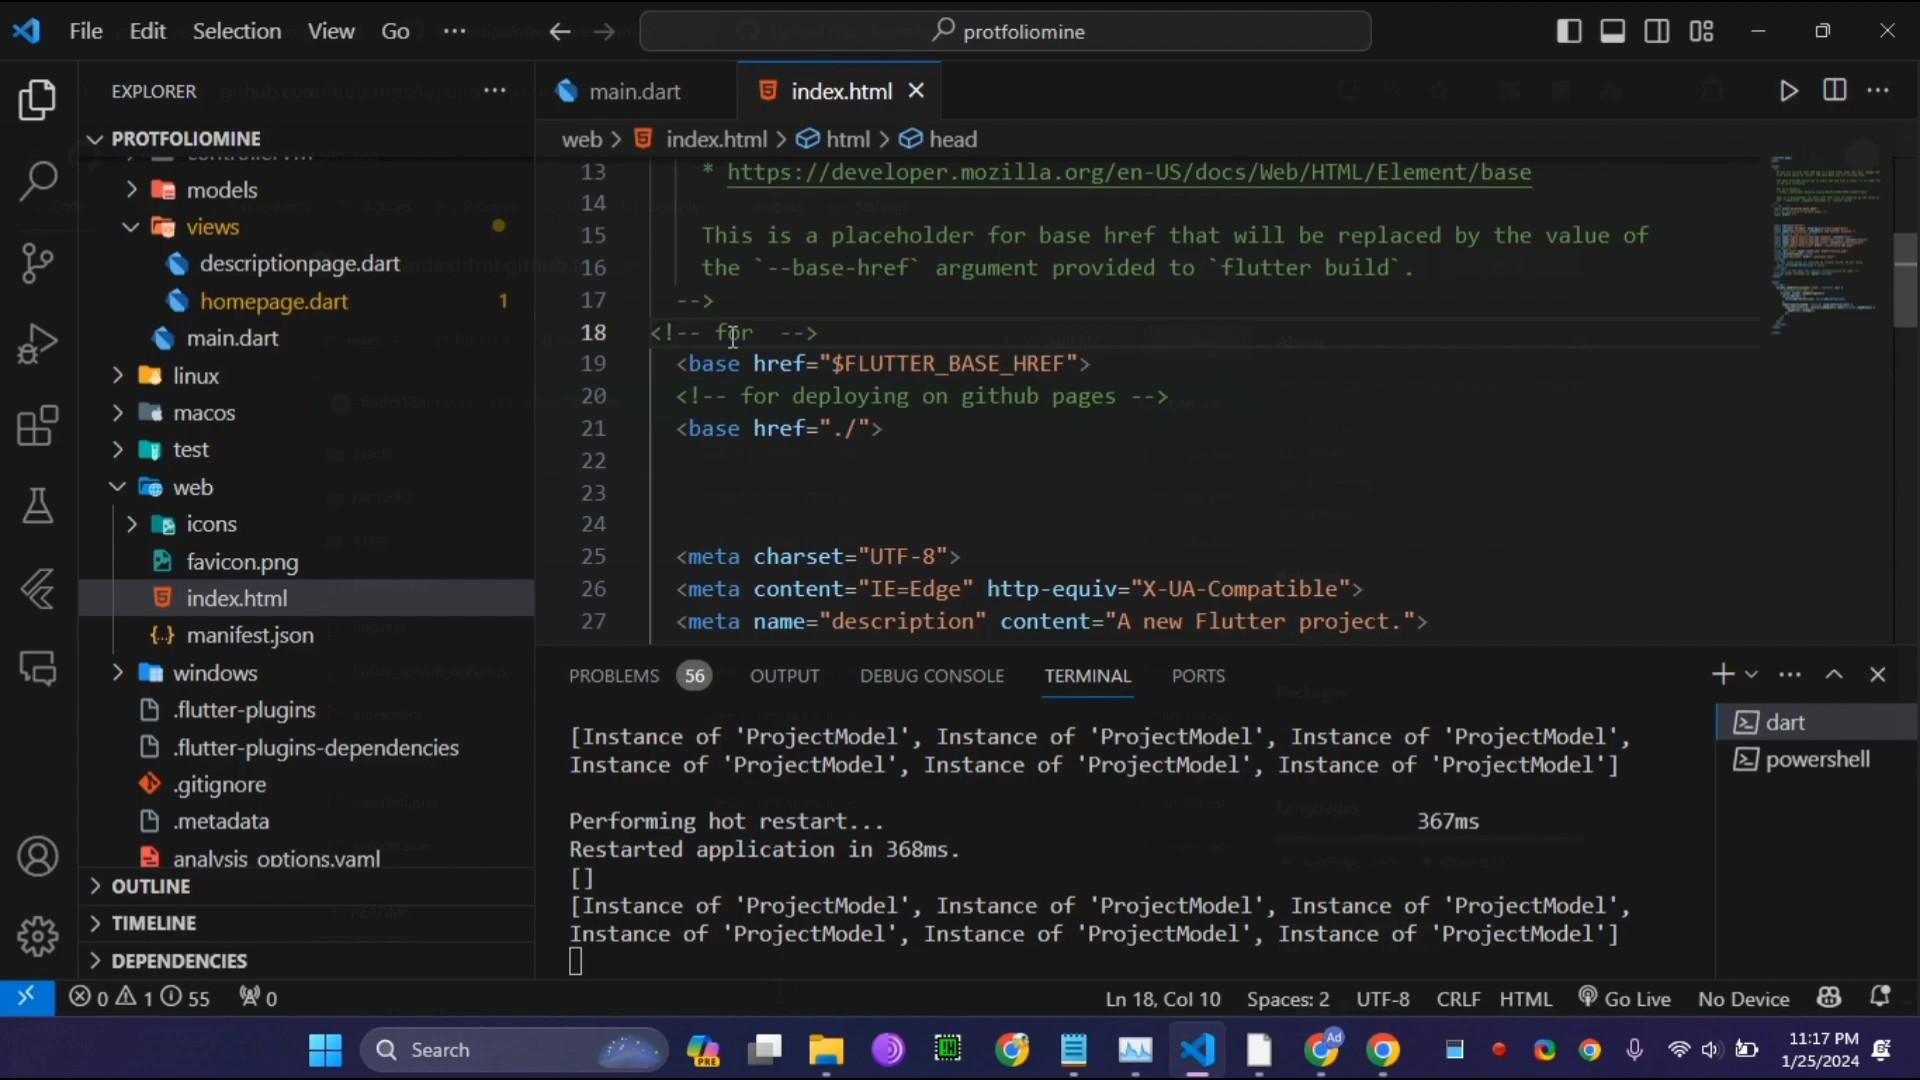 File Edit Selection View Go ... protfoliomine
EXPLORER ... main.dart index.html
PROTFOLIOMINE web > index.html > html > head
models
views
descriptionpage.dart
homepage.dart 1
main.dart
linux
macos
test
web
icons
favicon.png
index.html
manifest.json
windows
.flutter-plugins
.flutter-plugins-dependencies
.gitignore
.metadata
analysis_options.yaml
OUTLINE
TIMELINE
DEPENDENCIES
13 * https://developer.mozilla.org/en-US/docs/Web/HTML/Element/base
14
15 This is a placeholder for base href that will be replaced by the value of
16 the `--base-href` argument provided to `flutter build`.
17 -->
18 <!-- for -->
19 <base href="$FLUTTER_BASE_HREF">
20 <!-- for deploying on github pages -->
21 <base href="./">
22
23
24
25 <meta charset="UTF-8">
26 <meta content="IE=Edge" http-equiv="X-UA-Compatible">
27 <meta name="description" content="A new Flutter project.">
PROBLEMS 56 OUTPUT DEBUG CONSOLE TERMINAL PORTS
[Instance of 'ProjectModel', Instance of 'ProjectModel', Instance of 'ProjectModel',
Instance of 'ProjectModel', Instance of 'ProjectModel', Instance of 'ProjectModel']
Performing hot restart... 367ms
Restarted application in 368ms.
[]
[Instance of 'ProjectModel', Instance of 'ProjectModel', Instance of 'ProjectModel',
Instance of 'ProjectModel', Instance of 'ProjectModel', Instance of 'ProjectModel']
dart
powershell
0 1 55 0 Ln 18, Col 10 Spaces: 2 UTF-8 CRLF HTML Go Live No Device
Search PRE Ad 11:17 PM
1/25/2024